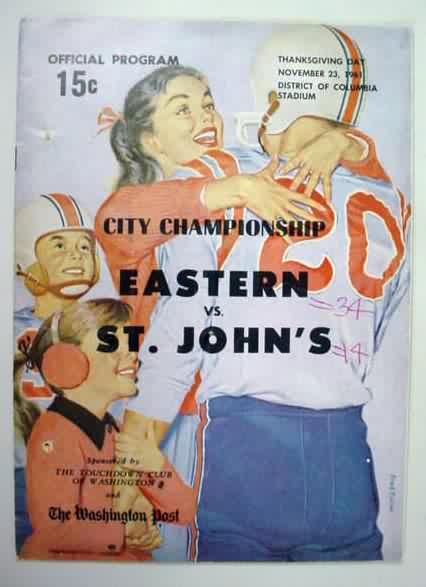 OFFICIAL PROGRAM
15c
THANKSGIVING DAY
NOVEMBER 23, 1961
DISTRICT OF COLUMBIA
STADIUM
20
CITY CHAMPIONSHIP
EASTERN =34
VS.
ST. JOHN'S =14
Sponsored by
THE TOUCHDOWN CLUB
OF WASHINGTON
and
The Washington Post